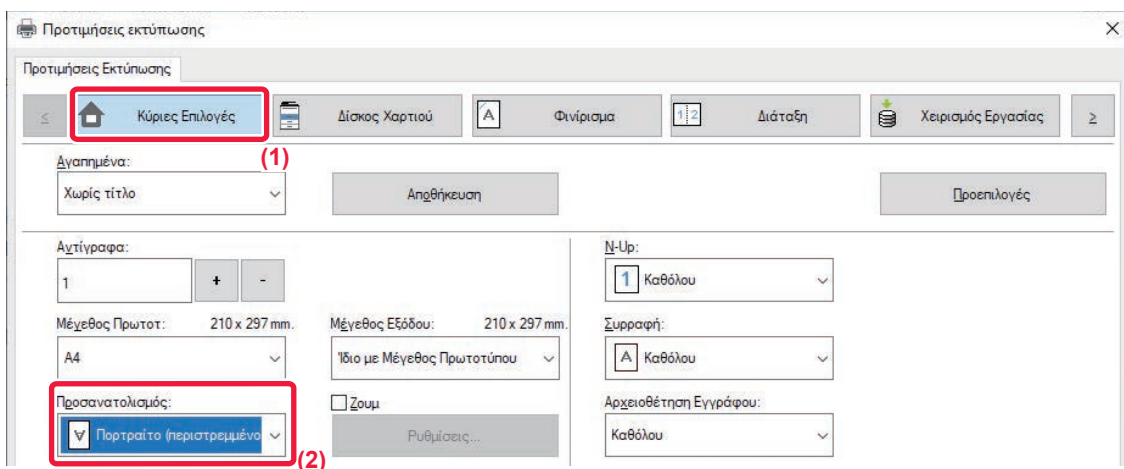 Προτιμήσεις εκτύπωσης
Προτιμήσεις Εκτύπωσης
≤ Κύριες Επιλογές Δίσκος Χαρτιού A Φινίρισμα 1 2 Διάταξη Χειρισμός Εργασίας ≥
(1)
Αγαπημένα:
Χωρίς τίτλο Αποθήκευση Προεπιλογές
Αντίγραφα: N-Up:
1 + - 1 Καθόλου
Μέγεθος Πρωτοτ: 210 x 297 mm. Μέγεθος Εξόδου: 210 x 297 mm. Συρραφή:
A4 Ίδιο με Μέγεθος Πρωτοτύπου A Καθόλου
Προσανατολισμός: Ζουμ Αρχειοθέτηση Εγγράφου:
A Πορτραίτο (περιστρεμμένο Ρυθμίσεις... Καθόλου
(2)